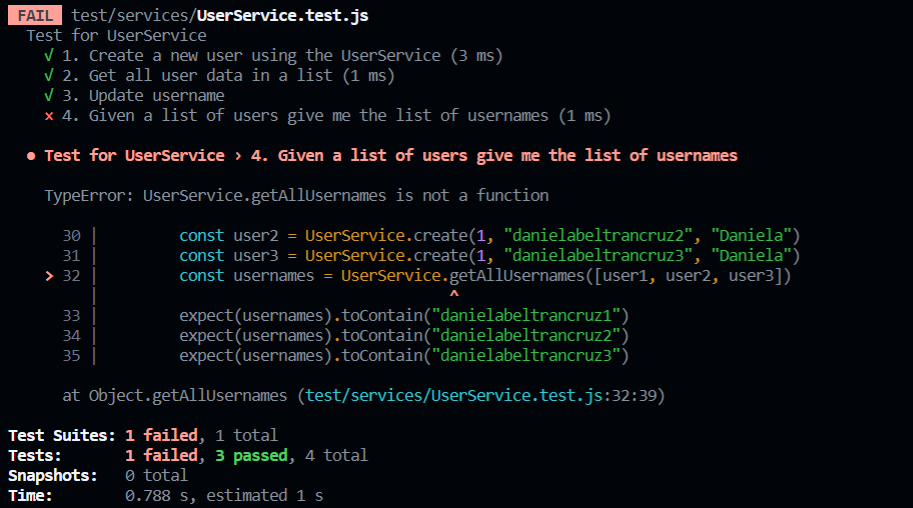 FAIL test/services/UserService.test.js
Test for UserService
√ 1. Create a new user using the UserService (3 ms)
√ 2. Get all user data in a list (1 ms)
√ 3. Update username
× 4. Given a list of users give me the list of usernames (1 ms)
● Test for UserService › 4. Given a list of users give me the list of usernames
TypeError: UserService.getAllUsernames is not a function
30 | const user2 = UserService.create(1, "danielabeltrancruz2", "Daniela")
31 | const user3 = UserService.create(1, "danielabeltrancruz3", "Daniela")
> 32 | const usernames = UserService.getAllUsernames([user1, user2, user3])
| ^
33 | expect(usernames).toContain("danielabeltrancruz1")
34 | expect(usernames).toContain("danielabeltrancruz2")
35 | expect(usernames).toContain("danielabeltrancruz3")
at Object.getAllUsernames (test/services/UserService.test.js:32:39)
Test Suites: 1 failed, 1 total
Tests: 1 failed, 3 passed, 4 total
Snapshots: 0 total
Time: 0.788 s, estimated 1 s